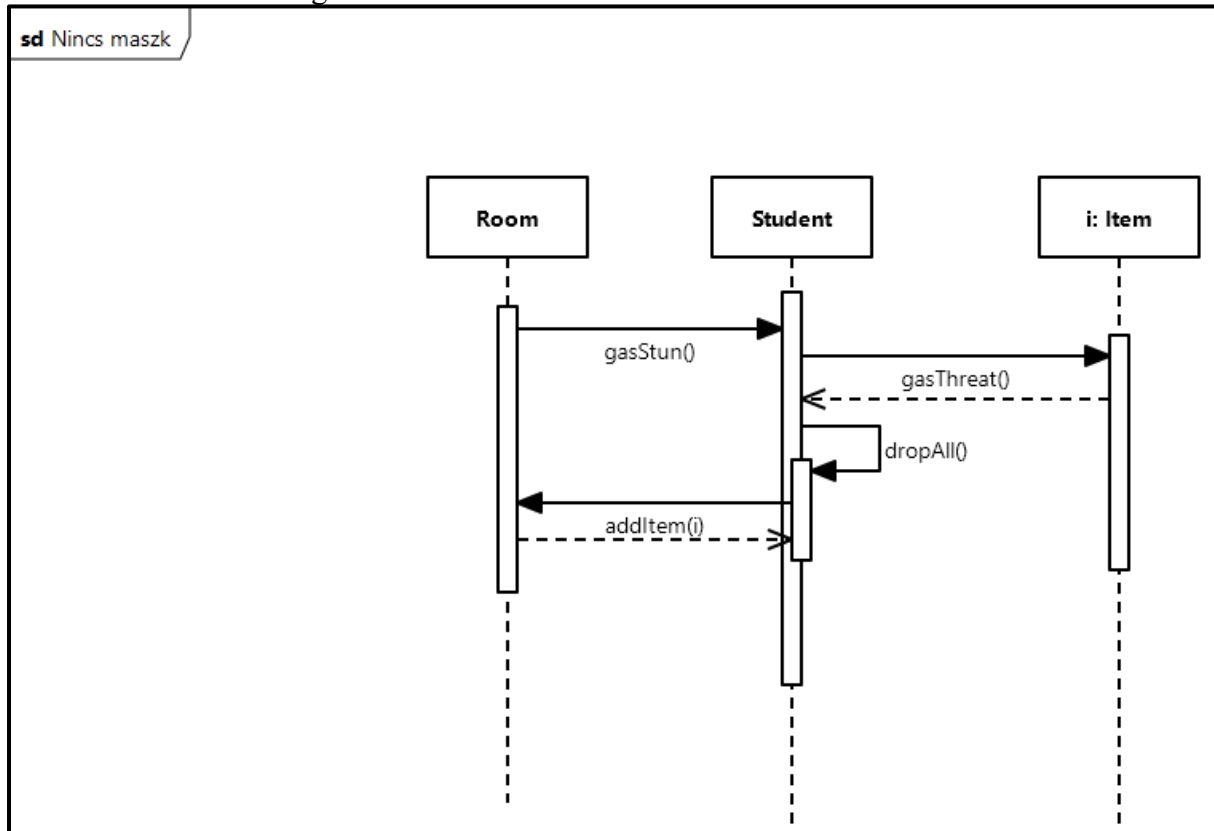 sd Nincs maszk
Room
Student
i: Item
gasStun()
gasThreat()
dropAll()
addItem(i)